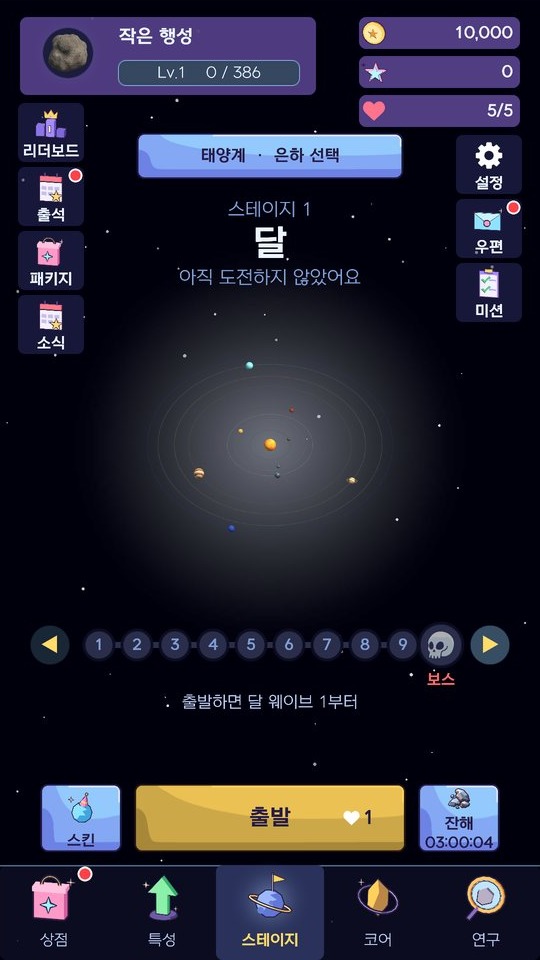 작은 행성
Lv.1 0 / 386
10,000
0
5/5
리더보드
출석
패키지
소식
태양계 · 은하 선택
설정
우편
미션
스테이지 1
달
아직 도전하지 않았어요
1 2 3 4 5 6 7 8 9
보스
출발하면 달 웨이브 1부터
스킨
출발 1
잔해
03:00:04
상점
특성
스테이지
코어
연구